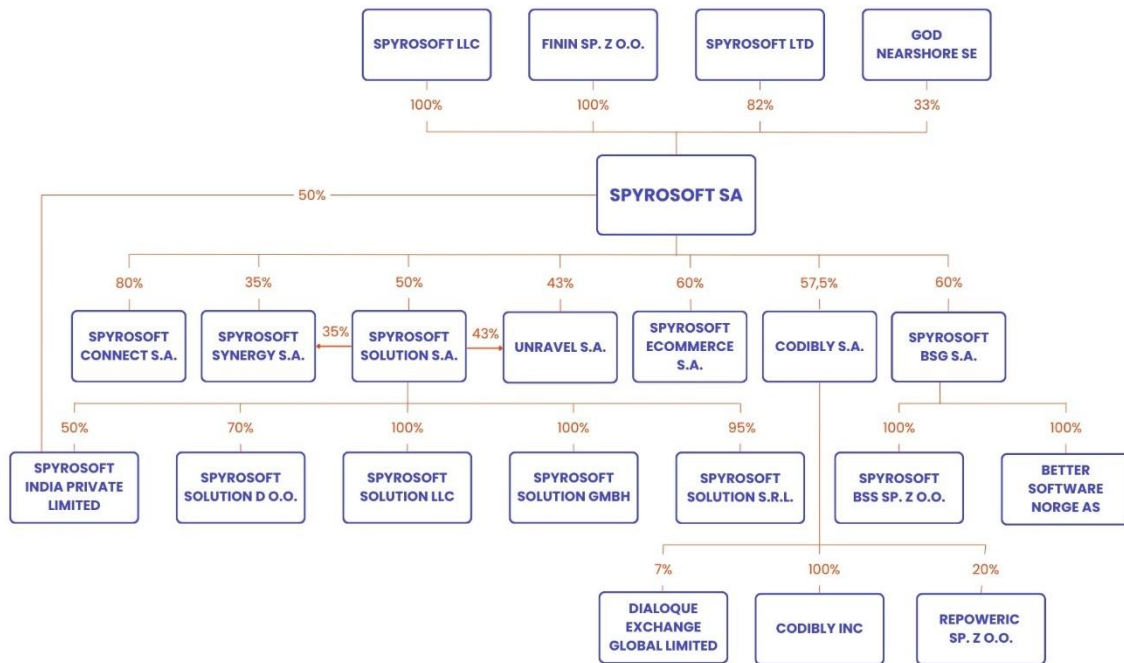 SPYROSOFT LLC
FININ SP. Z O.O.
SPYROSOFT LTD
GOD
NEARSHORE SE
100%
100%
82%
33%
SPYROSOFT SA
50%
80%
35%
50%
43%
60%
57,5%
60%
SPYROSOFT
CONNECT S.A.
SPYROSOFT
SYNERGY S.A.
35%
SPYROSOFT
SOLUTION S.A.
43%
UNRAVEL S.A.
SPYROSOFT
ECOMMERCE
S.A.
CODIBLY S.A.
SPYROSOFT
BSG S.A.
50%
70%
100%
100%
95%
100%
100%
SPYROSOFT
INDIA PRIVATE
LIMITED
SPYROSOFT
SOLUTION D O.O.
SPYROSOFT
SOLUTION LLC
SPYROSOFT
SOLUTION GMBH
SPYROSOFT
SOLUTION S.R.L.
SPYROSOFT
BSS SP. Z O.O.
BETTER
SOFTWARE
NORGE AS
7%
100%
20%
DIALOQUE
EXCHANGE
GLOBAL LIMITED
CODIBLY INC
REPOWERIC
SP. Z O.O.